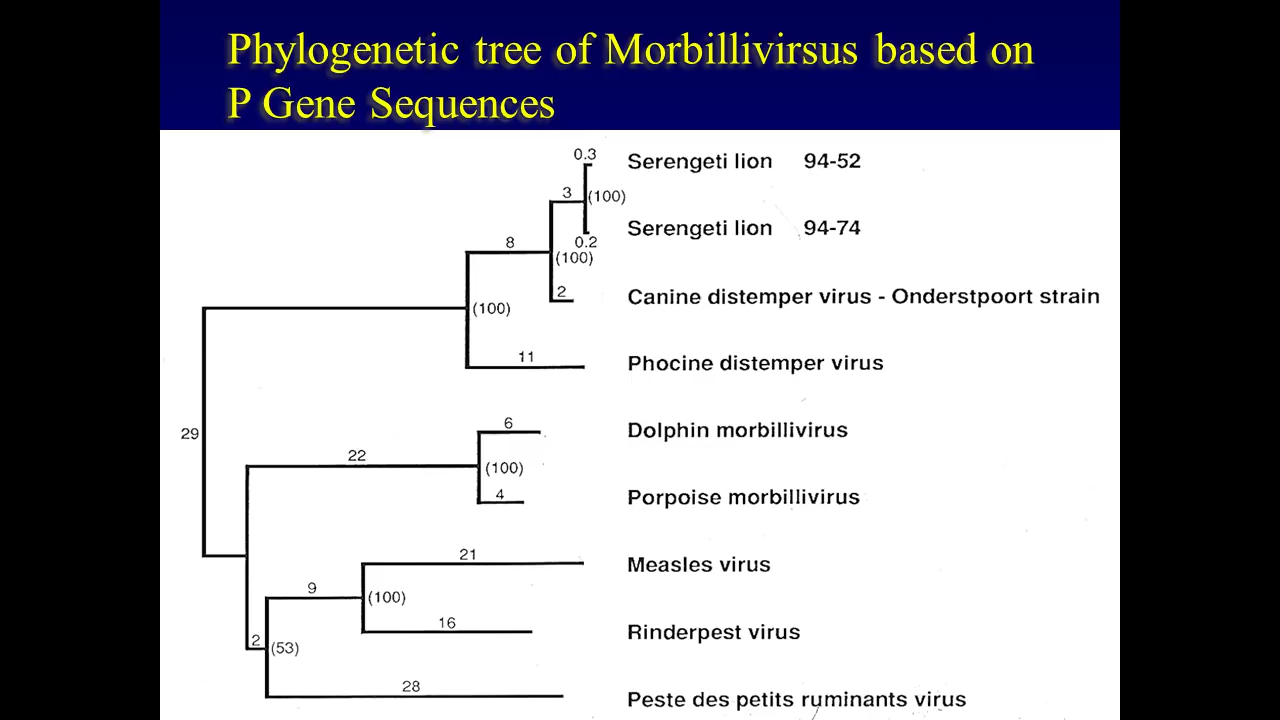 Phylogenetic tree of Morbillivirsus based on
P Gene Sequences
0.3
Serengeti lion 94-52
3
(100)
Serengeti lion 94-74
0.2
8
(100)
2
Canine distemper virus - Onderstpoort strain
(100)
11
Phocine distemper virus
6
Dolphin morbillivirus
29
22
(100)
4
Porpoise morbillivirus
21
Measles virus
9
(100)
16
Rinderpest virus
2
(53)
28
Peste des petits ruminants virus